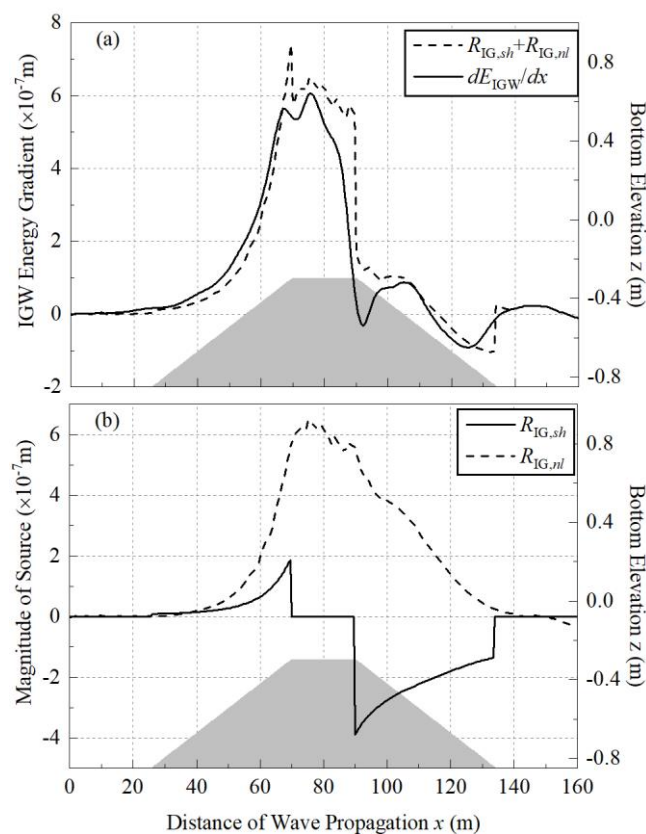 (a)
R_IG,sh+R_IG,nl
dE_IGW/dx
IGW Energy Gradient (×10⁻⁷m)
8
6
4
2
0
-2
0.8
0.4
0.0
-0.4
-0.8
Bottom Elevation z (m)
(b)
R_IG,sh
R_IG,nl
Magnitude of Source (×10⁻⁷m)
6
4
2
0
-2
-4
0.8
0.4
0.0
-0.4
-0.8
Bottom Elevation z (m)
0 20 40 60 80 100 120 140 160
Distance of Wave Propagation x (m)